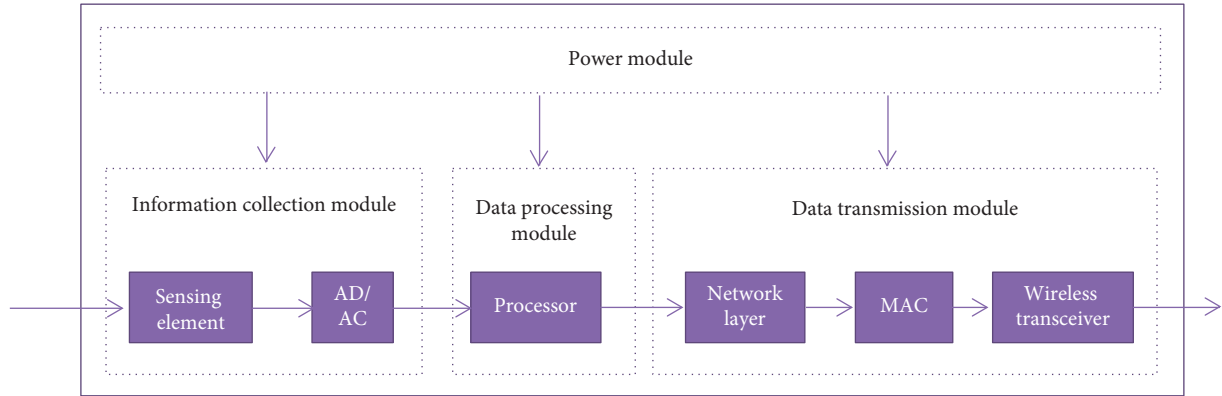 Power module
Information collection module
Data processing
module
Data transmission module
Sensing
element
AD/
AC
Processor
Network
layer
MAC
Wireless
transceiver